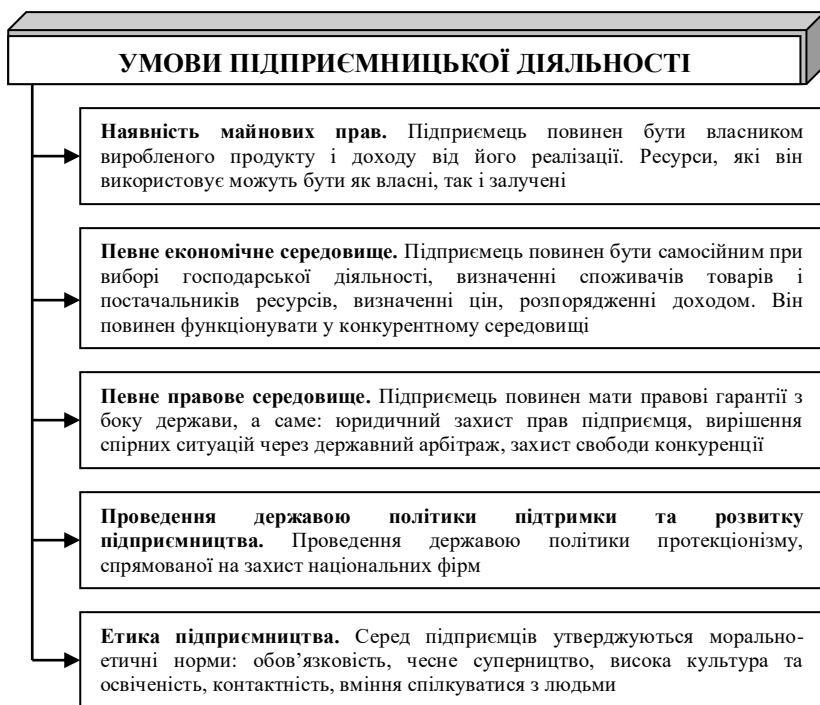 УМОВИ ПІДПРИЄМНИЦЬКОЇ ДІЯЛЬНОСТІ
Наявність майнових прав. Підприємець повинен бути власником
виробленого продукту і доходу від його реалізації. Ресурси, які він
використовує можуть бути як власні, так і залучені
Певне економічне середовище. Підприємець повинен бути самосійним при
виборі господарської діяльності, визначенні споживачів товарів і
постачальників ресурсів, визначенні цін, розпорядженні доходом. Він
повинен функціонувати у конкурентному середовищі
Певне правове середовище. Підприємець повинен мати правові гарантії з
боку держави, а саме: юридичний захист прав підприємця, вирішення
спірних ситуацій через державний арбітраж, захист свободи конкуренції
Проведення державою політики підтримки та розвитку
підприємництва. Проведення державою політики протекціонізму,
спрямованої на захист національних фірм
Етика підприємництва. Серед підприємців утверджуються морально-
етичні норми: обов’язковість, чесне суперництво, висока культура та
освіченість, контактність, вміння спілкуватися з людьми